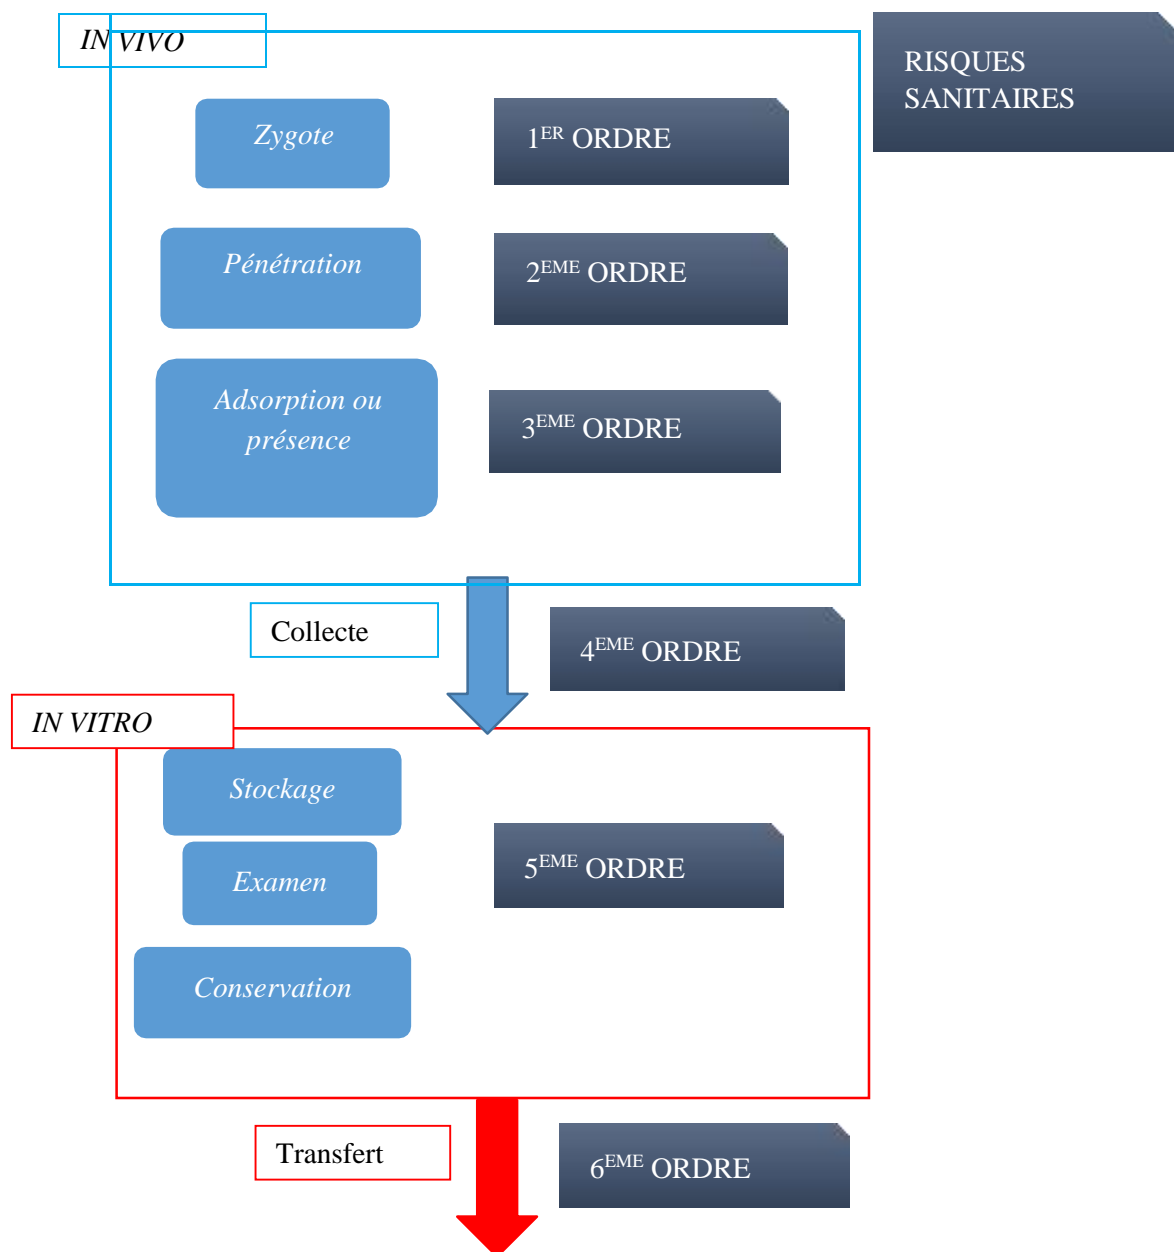 IN VIVO
RISQUES
SANITAIRES
Zygote
1ER ORDRE
Pénétration
2EME ORDRE
Adsorption ou
présence
3EME ORDRE
Collecte
4EME ORDRE
IN VITRO
Stockage
5EME ORDRE
Examen
Conservation
Transfert
6EME ORDRE